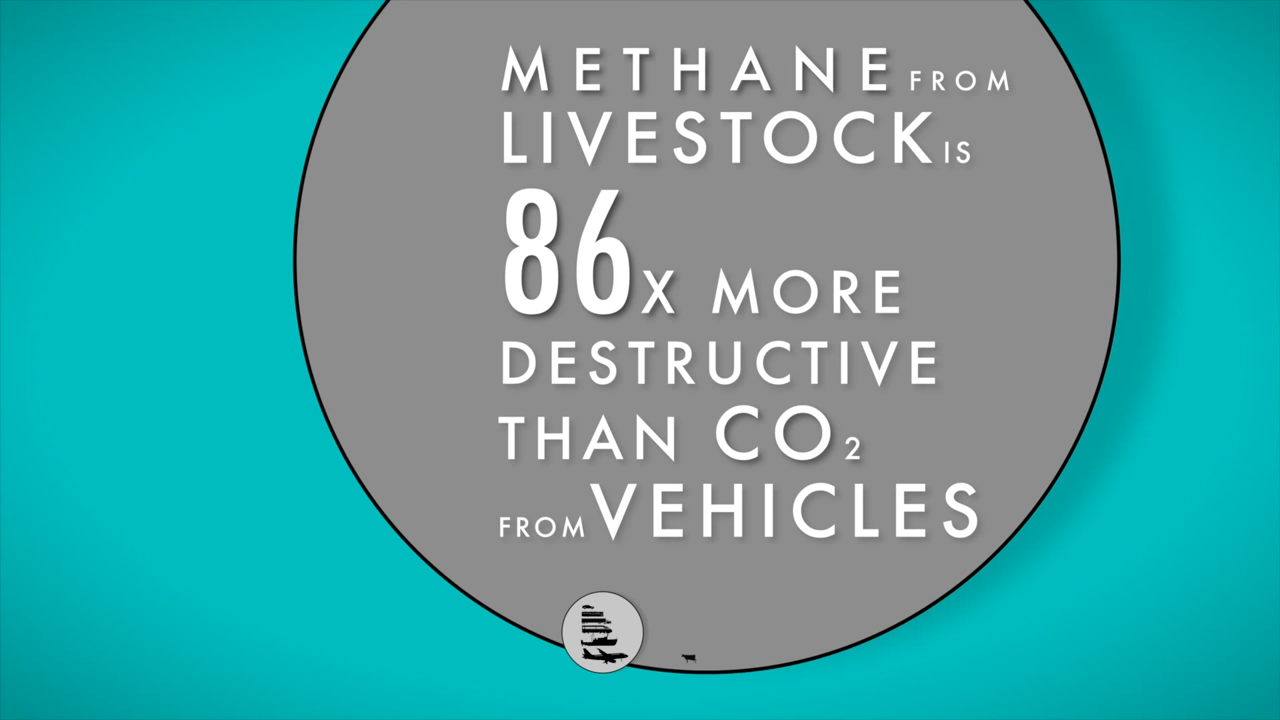 METHANE FROM
LIVESTOCK IS
86X MORE
DESTRUCTIVE
THAN CO2
FROM VEHICLES